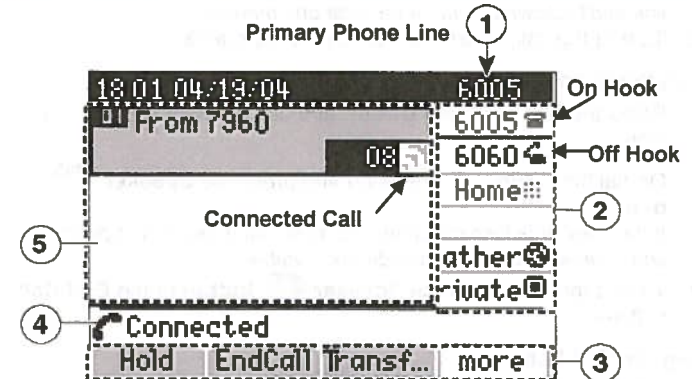 Primary Phone Line 1
18 01 04:19:04 6005
On Hook
From 7960 6005
08 6060 Off Hook
Home
Connected Call 2
5
ather
rivate
4 Connected
Hold EndCall Transf... more 3